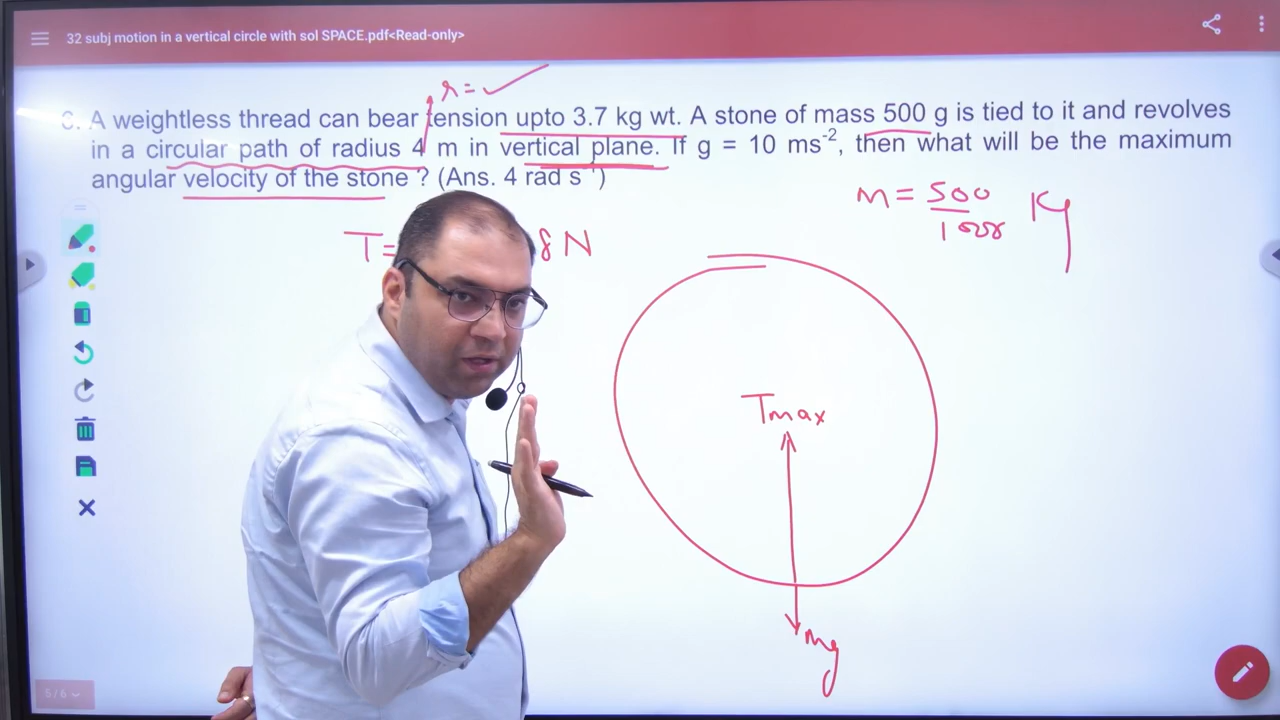 32 subj motion in a vertical circle with sol SPACE.pdf<Read-only>
r =
A weightless thread can bear tension upto 3.7 kg wt. A stone of mass 500 g is tied to it and revolves
in a circular path of radius 4 m in vertical plane. If g = 10 ms-2, then what will be the maximum
angular velocity of the stone ? (Ans. 4 rad s )
m = 500/1000 Kg
T= 8 N
Tmax
mg
6/6